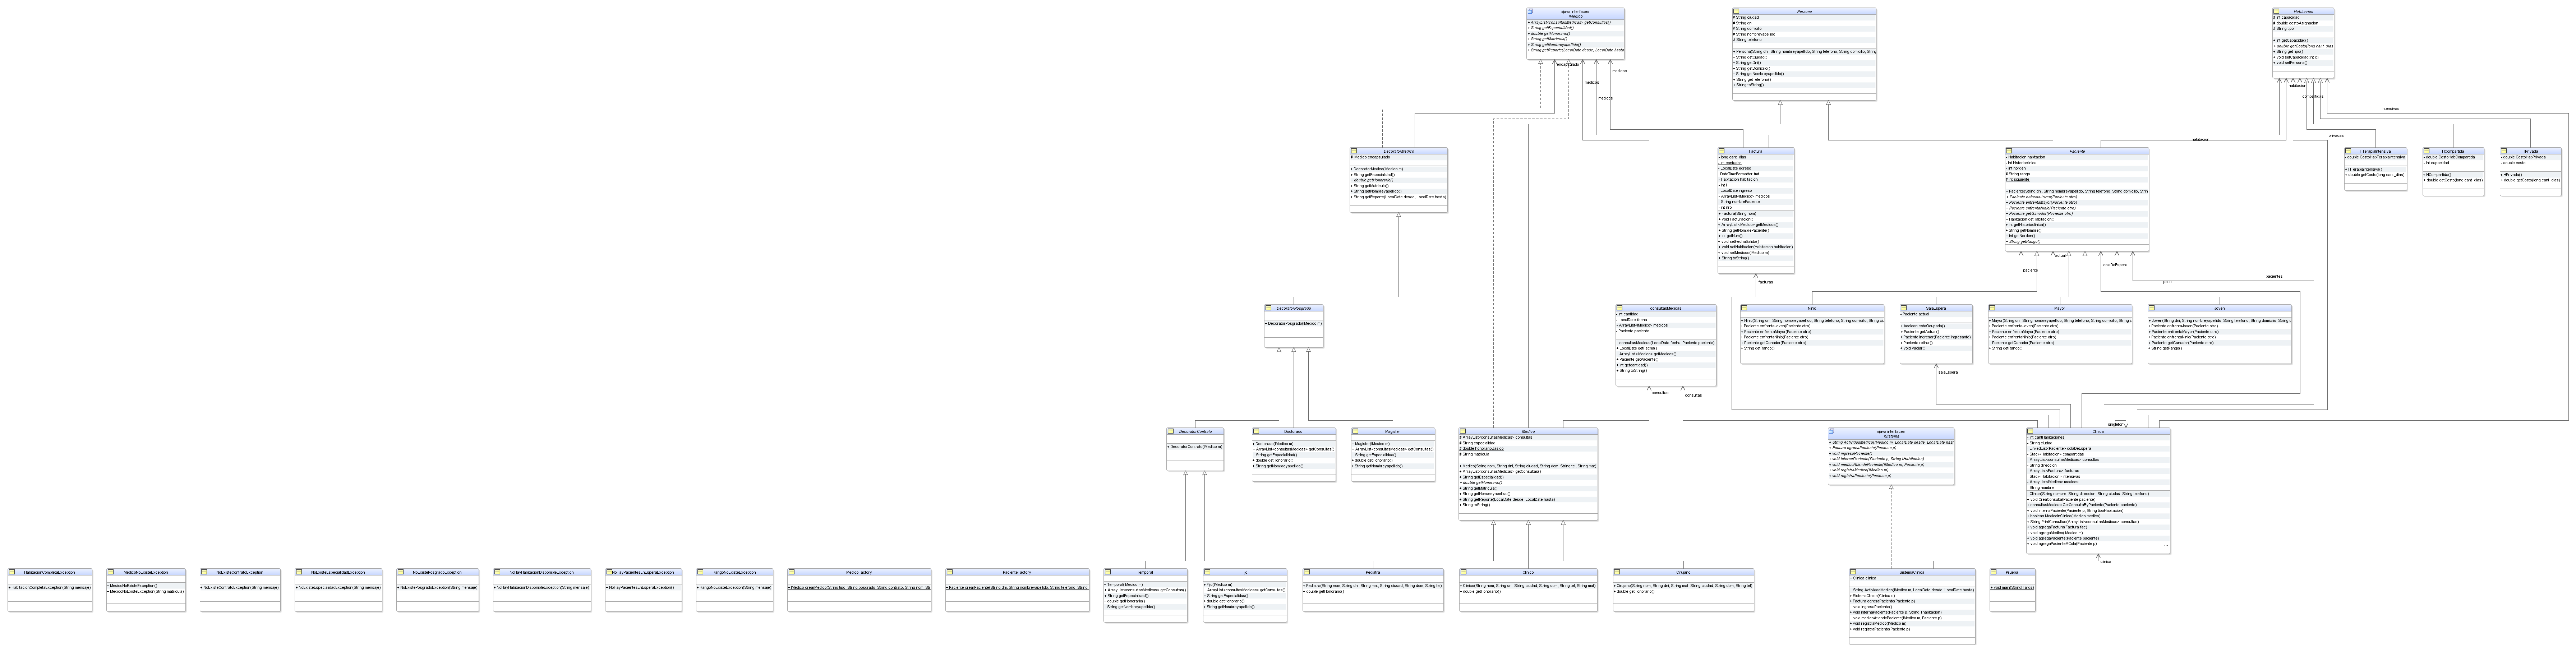 «java interface»
IMedico
+ ArrayList<consultasMedicas> getConsultas()
+ String getEspecialidad()
+ double getHonorario()
+ String getMatricula()
+ String getNombreyapellido()
+ String getReporte(LocalDate desde, LocalDate hasta
Persona
# String ciudad
# String dni
# String domicilio
# String nombreyapellido
# String telefono
+ Persona(String dni, String nombreyapellido, String telefono, String domicilio, String
+ String getCiudad()
+ String getDni()
+ String getDomicilio()
+ String getNombreyapellido()
+ String getTelefono()
+ String toString()
Habitacion
# int capacidad
# double costoAsignacion
# String tipo
+ int getCapacidad()
+ double getCosto(long cant_dias)
+ String getTipo()
+ void setCapacidad(int c)
+ void setPersona()
encapsulado
medicos
medicos
medicos
habitacion
compartidas
intensivas
privadas
habitacion
DecoratorMedico
# IMedico encapsulado
+ DecoratorMedico(IMedico m)
+ String getEspecialidad()
+ double getHonorario()
+ String getMatricula()
+ String getNombreyapellido()
+ String getReporte(LocalDate desde, LocalDate hasta)
Factura
- long cant_dias
- int contador
- LocalDate egreso
DateTimeFormatter fmt
- Habitacion habitacion
- int i
- LocalDate ingreso
- ArrayList<IMedico> medicos
- String nombrePaciente
- int nro
+ Factura(String nom)
+ void Facturacion()
+ ArrayList<IMedico> getMedicos()
+ String getNombrePaciente()
+ int getNum()
+ void setFechaSalida()
+ void setHabitacion(Habitacion habitacion)
+ void setMedicos(IMedico m)
+ String toString()
Paciente
- Habitacion habitacion
- int historiaclinica
- int norden
# String rango
# int siguiente
+ Paciente(String dni, String nombreyapellido, String telefono, String domicilio, Strin
+ Paciente enfrentaJoven(Paciente otro)
+ Paciente enfrentaMayor(Paciente otro)
+ Paciente enfrentaNino(Paciente otro)
+ Paciente getGanador(Paciente otro)
+ Habitacion getHabitacion()
+ int getHistoriaclinica()
+ String getNombre()
+ int getNorden()
+ String getRango()
HTerapiaIntensiva
- double CostoHabTerapiaIntensiva
+ HTerapiaIntensiva()
+ double getCosto(long cant_dias)
HCompartida
- double CostoHabCompartida
- int capacidad
+ HCompartida()
+ double getCosto(long cant_dias)
HPrivada
- double CostoHabPrivada
- double costo
+ HPrivada()
+ double getCosto(long cant_dias)
paciente
actual
colaDeEspera
patio
pacientes
facturas
DecoratorPosgrado
+ DecoratorPosgrado(IMedico m)
consultasMedicas
- int cantidad
- LocalDate fecha
- ArrayList<IMedico> medicos
- Paciente paciente
+ consultasMedicas(LocalDate fecha, Paciente paciente)
+ LocalDate getFecha()
+ ArrayList<IMedico> getMedicos()
+ Paciente getPaciente()
+ int getcantidad()
+ String toString()
Nino
+ Nino(String dni, String nombreyapellido, String telefono, String domicilio, String ci
+ Paciente enfrentaJoven(Paciente otro)
+ Paciente enfrentaMayor(Paciente otro)
+ Paciente enfrentaNino(Paciente otro)
+ Paciente getGanador(Paciente otro)
+ String getRango()
SalaEspera
- Paciente actual
+ boolean estaOcupada()
+ Paciente getActual()
+ Paciente ingresar(Paciente ingresante)
+ Paciente retirar()
+ void vaciar()
Mayor
+ Mayor(String dni, String nombreyapellido, String telefono, String domicilio, String c
+ Paciente enfrentaJoven(Paciente otro)
+ Paciente enfrentaMayor(Paciente otro)
+ Paciente enfrentaNino(Paciente otro)
+ Paciente getGanador(Paciente otro)
+ String getRango()
Joven
+ Joven(String dni, String nombreyapellido, String telefono, String domicilio, String c
+ Paciente enfrentaJoven(Paciente otro)
+ Paciente enfrentaMayor(Paciente otro)
+ Paciente enfrentaNino(Paciente otro)
+ Paciente getGanador(Paciente otro)
+ String getRango()
salaEspera
consultas
consultas
singleton
DecoratorContrato
+ DecoratorContrato(IMedico m)
Doctorado
+ Doctorado(IMedico m)
+ ArrayList<consultasMedicas> getConsultas()
+ String getEspecialidad()
+ double getHonorario()
+ String getNombreyapellido()
Magister
+ Magister(IMedico m)
+ ArrayList<consultasMedicas> getConsultas()
+ String getEspecialidad()
+ double getHonorario()
+ String getNombreyapellido()
Medico
# ArrayList<consultasMedicas> consultas
# String especialidad
# double honorarioBasico
# String matricula
+ Medico(String nom, String dni, String ciudad, String dom, String tel, String mat)
+ ArrayList<consultasMedicas> getConsultas()
+ String getEspecialidad()
+ double getHonorario()
+ String getMatricula()
+ String getNombreyapellido()
+ String getReporte(LocalDate desde, LocalDate hasta)
+ String toString()
«java interface»
ISistema
+ String ActividadMedico(IMedico m, LocalDate desde, LocalDate hast
+ Factura egresaPaciente(Paciente p)
+ void ingresaPaciente()
+ void internaPaciente(Paciente p, String Thabitacion)
+ void medicoAtiendePaciente(IMedico m, Paciente p)
+ void registraMedico(IMedico m)
+ void registraPaciente(Paciente p)
Clinica
- int cantHabitaciones
- String ciudad
- LinkedList<Paciente> colaDeEspera
- Stack<Habitacion> compartidas
- ArrayList<consultasMedicas> consultas
- String direccion
- ArrayList<Factura> facturas
- Stack<Habitacion> intensivas
- ArrayList<IMedico> medicos
- String nombre
- Clinica(String nombre, String direccion, String ciudad, String telefono)
+ void CreaConsulta(Paciente paciente)
+ consultasMedicas GetConsultaByPaciente(Paciente paciente)
+ void InternaPaciente(Paciente p, String tipoHabitacion)
+ boolean MedicoInClinica(IMedico medico)
+ String PrintConsultas(ArrayList<consultasMedicas> consultas)
+ void agregaFactura(Factura fac)
+ void agregaMedico(IMedico m)
+ void agregaPaciente(Paciente paciente)
+ void agregaPacienteACola(Paciente p)
clinica
HabitacionCompletaException
+ HabitacionCompletaException(String mensaje)
MedicoNoExisteException
+ MedicoNoExisteException()
+ MedicoNoExisteException(String matriculas)
NoExisteContratoException
+ NoExisteContratoException(String mensaje)
NoExisteEspecialidadException
+ NoExisteEspecialidadException(String mensaje)
NoExistePosgradoException
+ NoExistePosgradoException(String mensaje)
NoHayHabitacionDisponibleException
+ NoHayHabitacionDisponibleException(String mensaje)
NoHayPacientesEnEsperaException
+ NoHayPacientesEnEsperaException()
RangoNoExisteException
+ RangoNoExisteException(String mensaje)
MedicoFactory
+ IMedico crearMedico(String tipo, String posgrado, String contrato, String nom, Str
PacienteFactory
+ Paciente crearPaciente(String dni, String nombreyapellido, String telefono, String
Temporal
+ Temporal(IMedico m)
+ ArrayList<consultasMedicas> getConsultas()
+ String getEspecialidad()
+ double getHonorario()
+ String getNombreyapellido()
Fijo
+ Fijo(IMedico m)
+ ArrayList<consultasMedicas> getConsultas()
+ String getEspecialidad()
+ double getHonorario()
+ String getNombreyapellido()
Pediatra
+ Pediatra(String nom, String dni, String mat, String ciudad, String dom, String tel)
+ double getHonorario()
Clinico
+ Clinico(String nom, String dni, String ciudad, String dom, String tel, String mat)
+ double getHonorario()
Cirujano
+ Cirujano(String nom, String dni, String mat, String ciudad, String dom, String tel)
+ double getHonorario()
SistemaClinica
+ Clinica clinica
+ String ActividadMedico(IMedico m, LocalDate desde, LocalDate hasta)
+ SistemaClinica(Clinica c)
+ Factura egresaPaciente(Paciente p)
+ void ingresaPaciente()
+ void internaPaciente(Paciente p, String Thabitacion)
+ void medicoAtiendePaciente(IMedico m, Paciente p)
+ void registraMedico(IMedico m)
+ void registraPaciente(Paciente p)
Prueba
+ void main(String[] args)